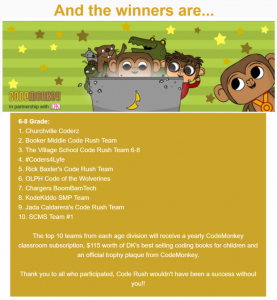 And the winners are...
CODEMONKEY
In partnership with DK
6-8 Grade:
1. Churchville Coderz
2. Booker Middle Code Rush Team
3. The Village School Code Rush Team 6-8
4. #Coders4Lyfe
5. Rick Baxter's Code Rush Team
6. OLPH Code of the Wolverines
7. Chargers BoomBamTech
8. KodeKiddo SMP Team
9. Jada Caldarera's Code Rush Team
10. SCMS Team #1
The top 10 teams from each age division will receive a yearly CodeMonkey
classroom subscription, $115 worth of DK's best selling coding books for children and
an official trophy plaque from CodeMonkey.
Thank you to all who participated, Code Rush wouldn't have been a success without
you!!